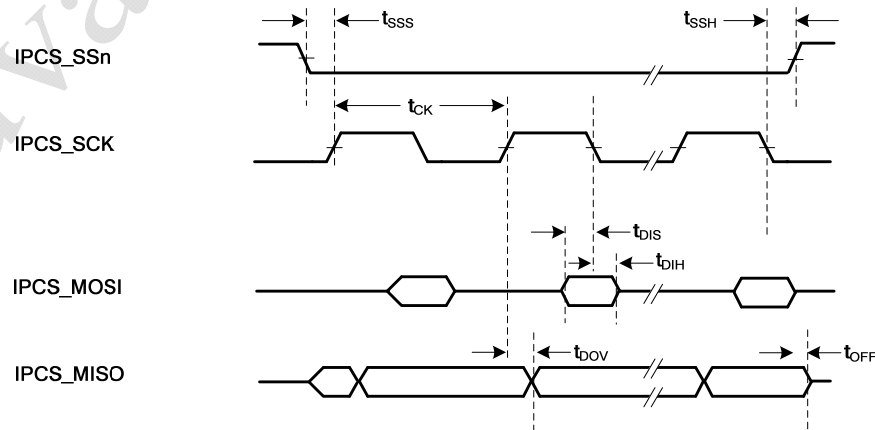 tSSS
tSSH
IPCS_SSn
tCK
IPCS_SCK
tDIS
tDIH
IPCS_MOSI
tDOV
tOFF
IPCS_MISO